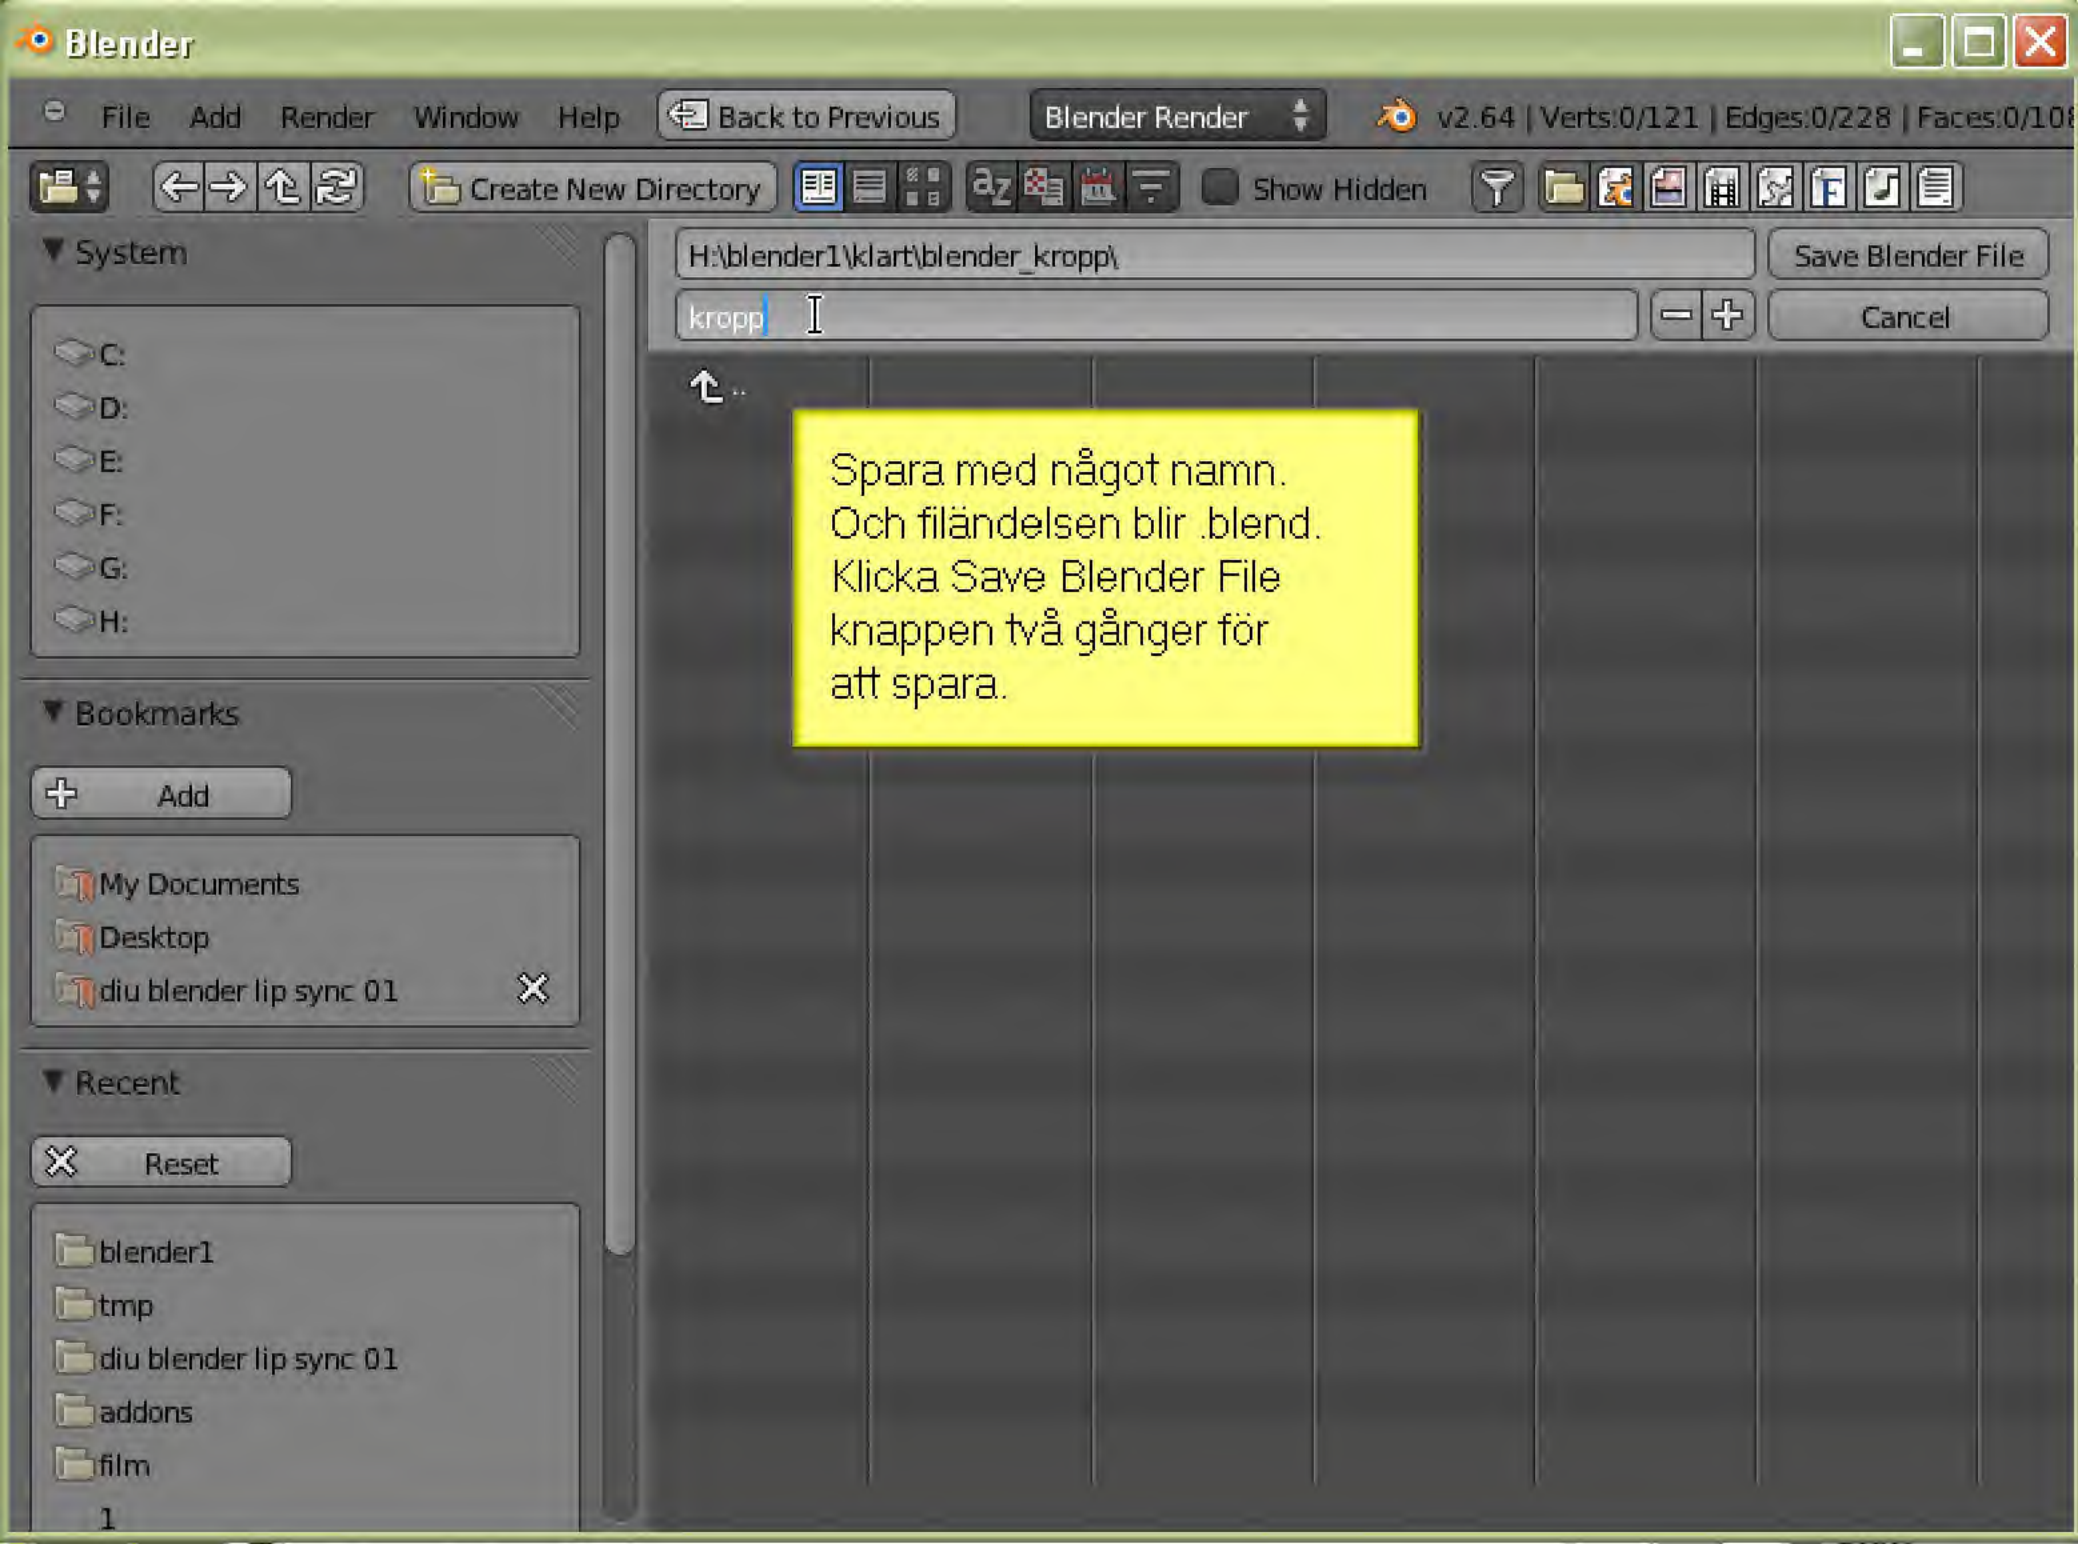 Blender
File Add Render Window Help Back to Previous Blender Render v2.64 | Verts:0/121 | Edges:0/228 | Faces:0/108
Create New Directory Show Hidden
System
C:
D:
E:
F:
G:
H:
Bookmarks
Add
My Documents
Desktop
diu blender lip sync 01
Recent
Reset
blender1
tmp
diu blender lip sync 01
addons
film
1
H:\blender1\klart\blender_kropp\ Save Blender File
kropp Cancel
..
Spara med något namn.
Och filändelsen blir .blend.
Klicka Save Blender File
knappen två gånger för
att spara.